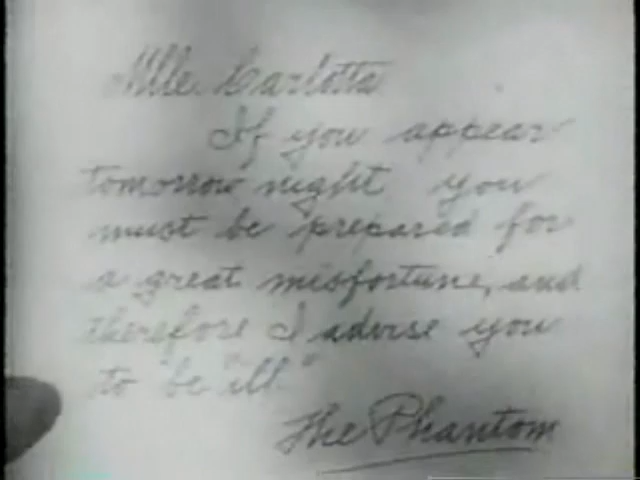 Mlle. Carlotta
If you appear
tomorrow night you
must be prepared for
a great misfortune, and
therefore I advise you
to be "ill"
The Phantom